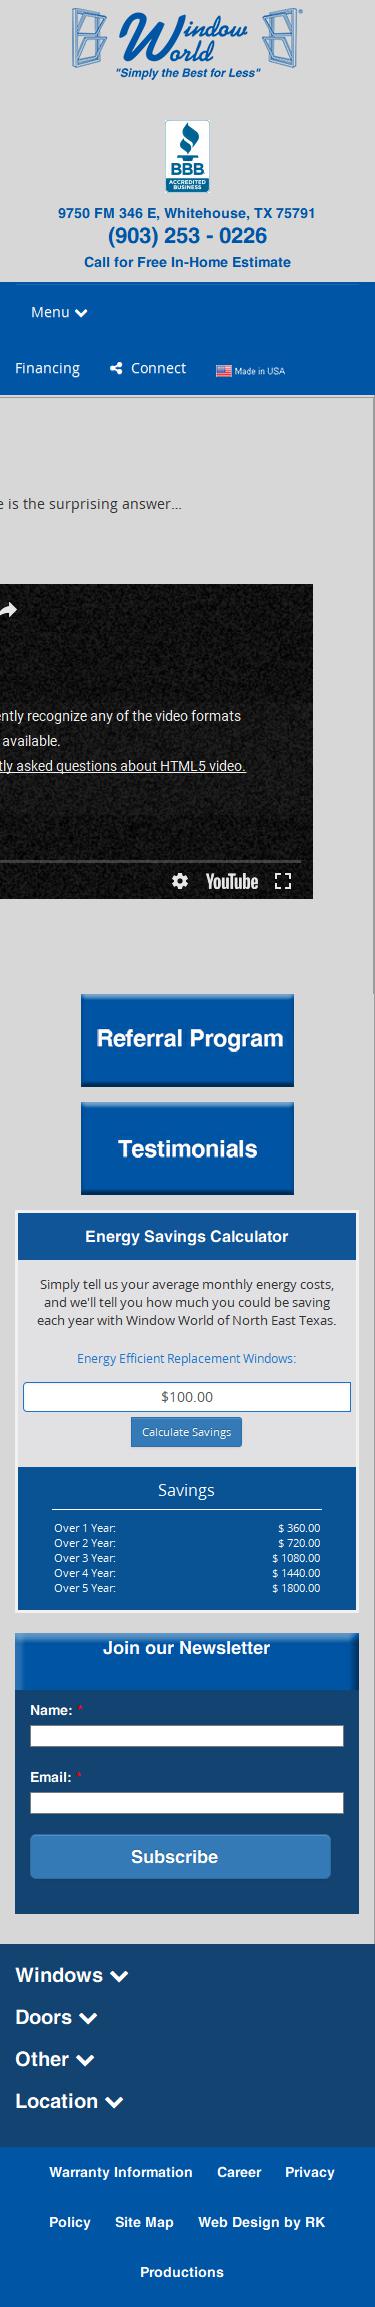 Window World
"Simply the Best for Less"
BBB
ACCREDITED BUSINESS
9750 FM 346 E, Whitehouse, TX 75791
(903) 253 - 0226
Call for Free In-Home Estimate
Menu
Financing Connect Made in USA
e is the surprising answer...
ntly recognize any of the video formats
available.
tly asked questions about HTML5 video.
YouTube
Referral Program
Testimonials
Energy Savings Calculator
Simply tell us your average monthly energy costs,
and we'll tell you how much you could be saving
each year with Window World of North East Texas.
Energy Efficient Replacement Windows:
$100.00
Calculate Savings
Savings
Over 1 Year: $ 360.00
Over 2 Year: $ 720.00
Over 3 Year: $ 1080.00
Over 4 Year: $ 1440.00
Over 5 Year: $ 1800.00
Join our Newsletter
Name: *
Email: *
Subscribe
Windows
Doors
Other
Location
Warranty Information Career Privacy
Policy Site Map Web Design by RK
Productions